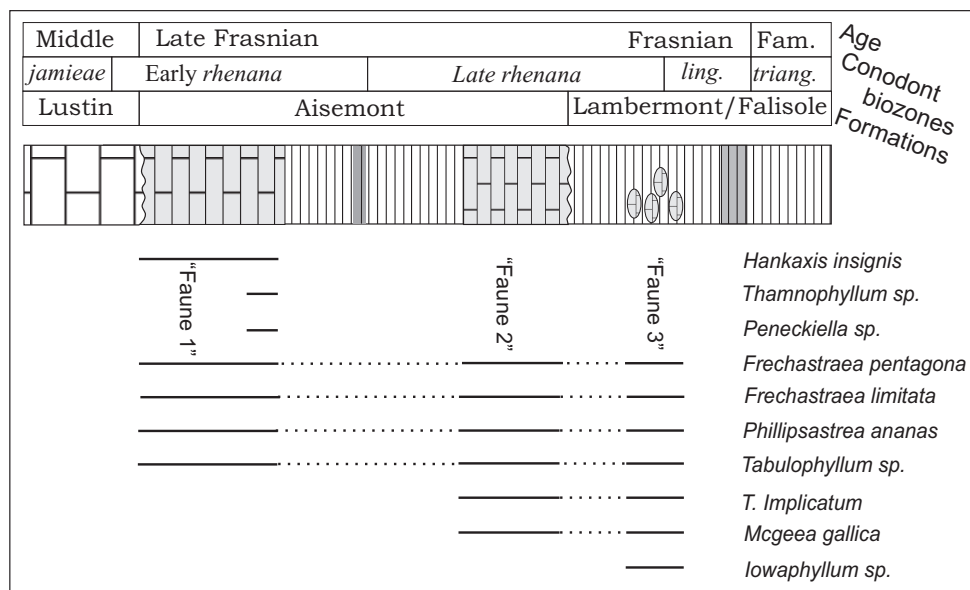 Middle Late Frasnian Frasnian Fam.
jamieae Early rhenana Late rhenana ling. triang.
Lustin Aisemont Lambermont/Falisole
Age
Conodont
biozones
Formations
"Faune 1"
"Faune 2"
"Faune 3"
Hankaxis insignis
Thamnophyllum sp.
Peneckiella sp.
Frechastraea pentagona
Frechastraea limitata
Phillipsastrea ananas
Tabulophyllum sp.
T. Implicatum
Mcgeea gallica
Iowaphyllum sp.